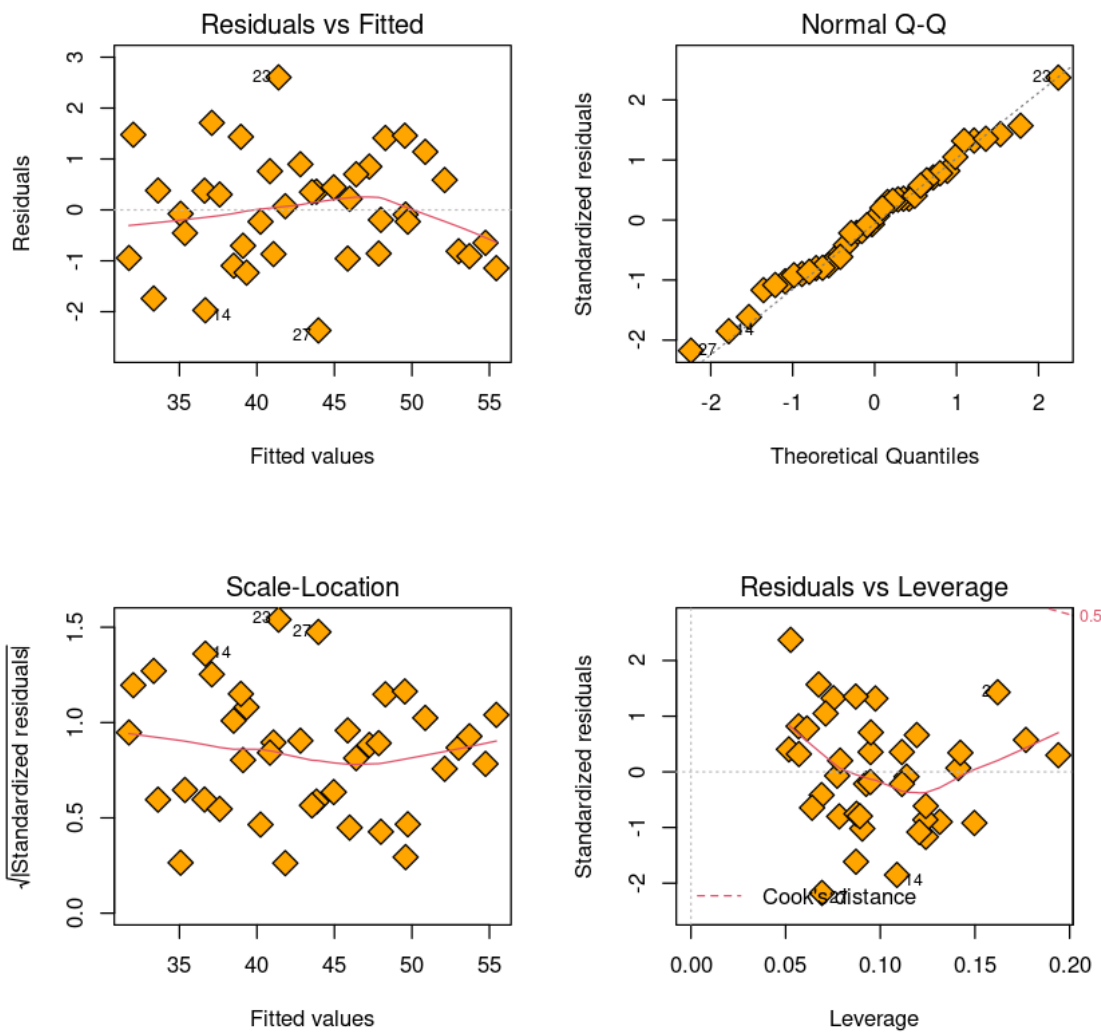 Residuals vs Fitted
Residuals
3
2
1
0
-1
-2
23
14
27
35 40 45 50 55
Fitted values
Normal Q-Q
Standardized residuals
2
1
0
-1
-2
23
14
27
-2 -1 0 1 2
Theoretical Quantiles
Scale-Location
√|Standardized residuals|
1.5
1.0
0.5
0.0
23
27
14
35 40 45 50 55
Fitted values
Residuals vs Leverage
Standardized residuals
2
1
0
-1
-2
0.5
14
Cook's distance
0.00 0.05 0.10 0.15 0.20
Leverage